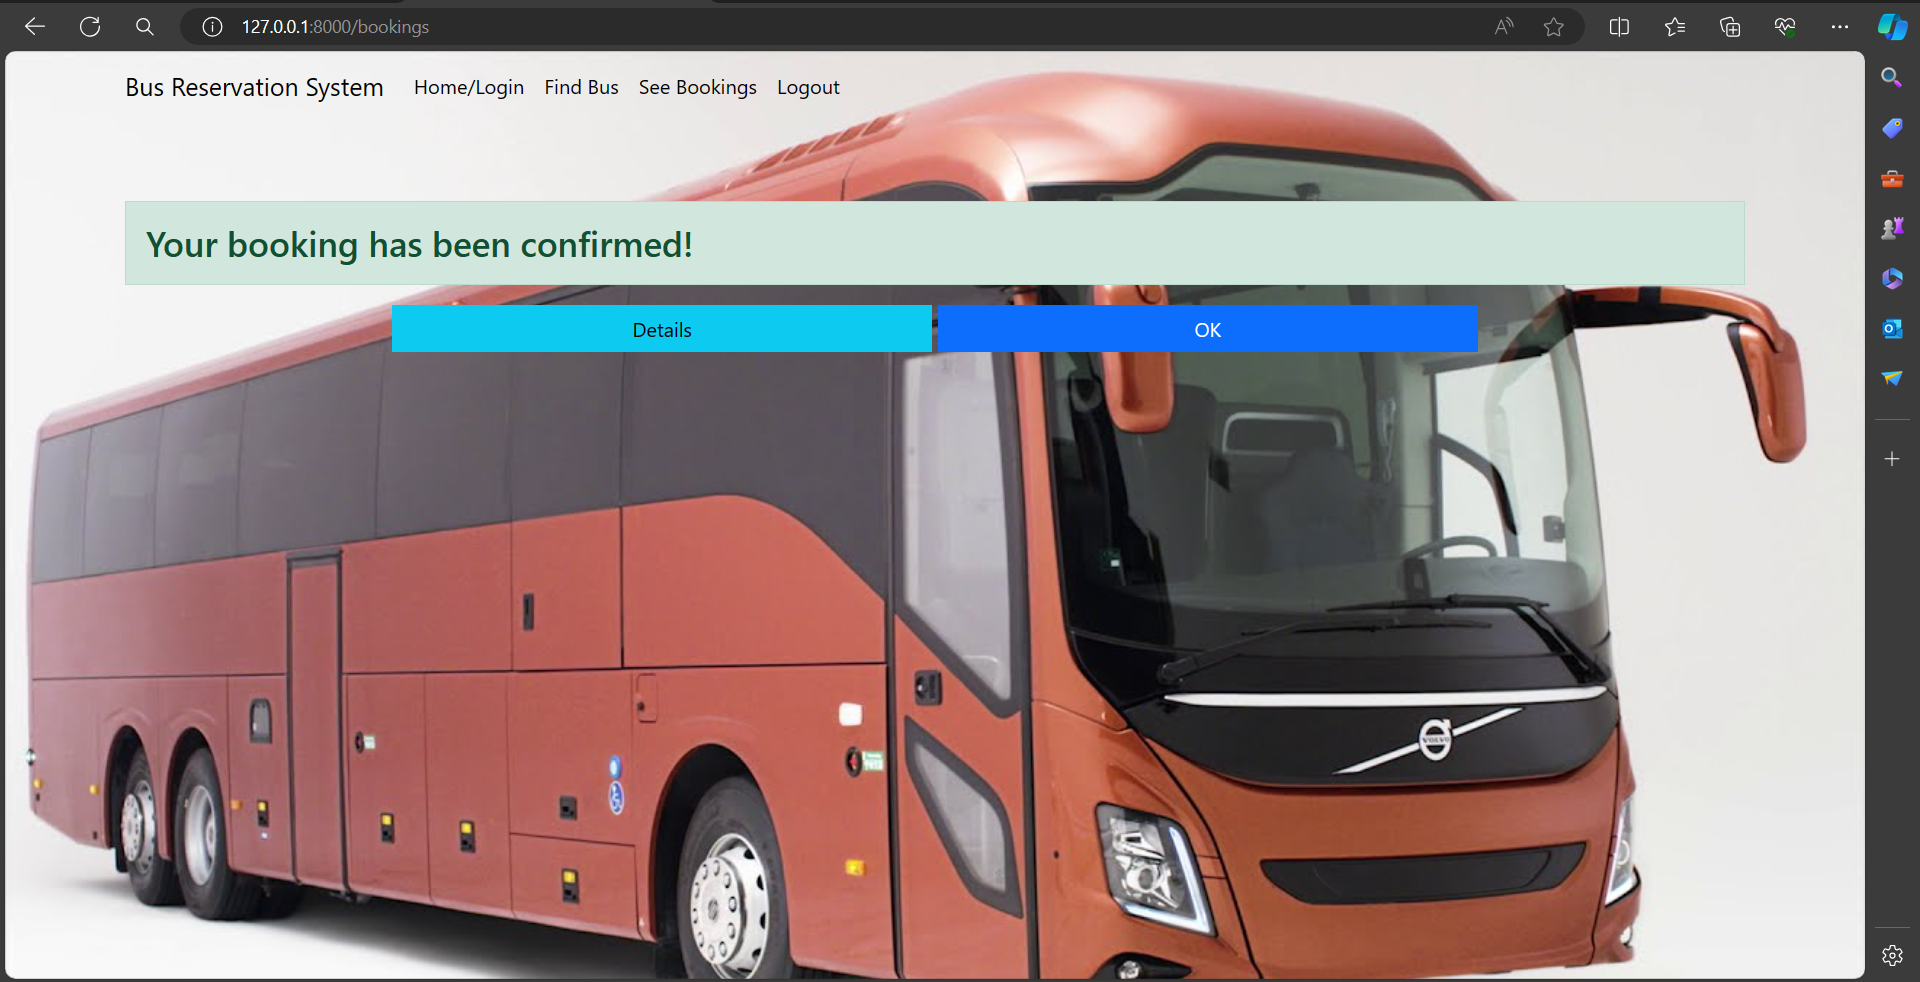 127.0.0.1:8000/bookings
Bus Reservation System Home/Login Find Bus See Bookings Logout
Your booking has been confirmed!
Details OK
VOLVO